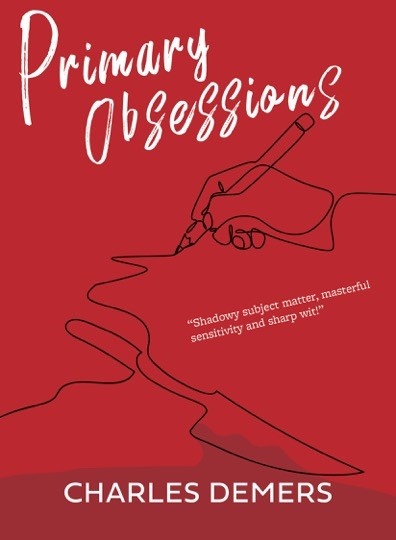 Primary
Obsessions
“Shadowy subject matter, masterful
sensitivity and sharp wit!”
CHARLES DEMERS